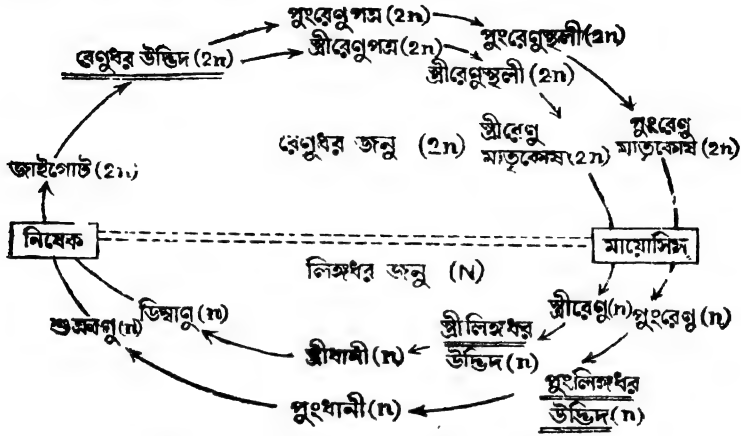 পুংরেণুপত্র (2n)
স্ত্রীরেণুপত্র (2n)
পুংরেণুস্থলী (2n)
রেণুধর উদ্ভিদ (2n)
স্ত্রীরেণুস্থলী (2n)
রেণুধর জনু (2n)
স্ত্রীরেণু
মাতৃকোষ (2n)
পুংরেণু
মাতৃকোষ (2n)
জাইগোট (2n)
নিষেক
মায়োসিস
লিঙ্গধর জনু (N)
স্ত্রীরেণু (n)
পুংরেণু (n)
ডিম্বাণু (n)
শুক্রাণু (n)
স্ত্রীলিঙ্গধর
উদ্ভিদ (n)
স্ত্রীধানী (n)
পুংলিঙ্গধর
উদ্ভিদ (n)
পুংধানী (n)